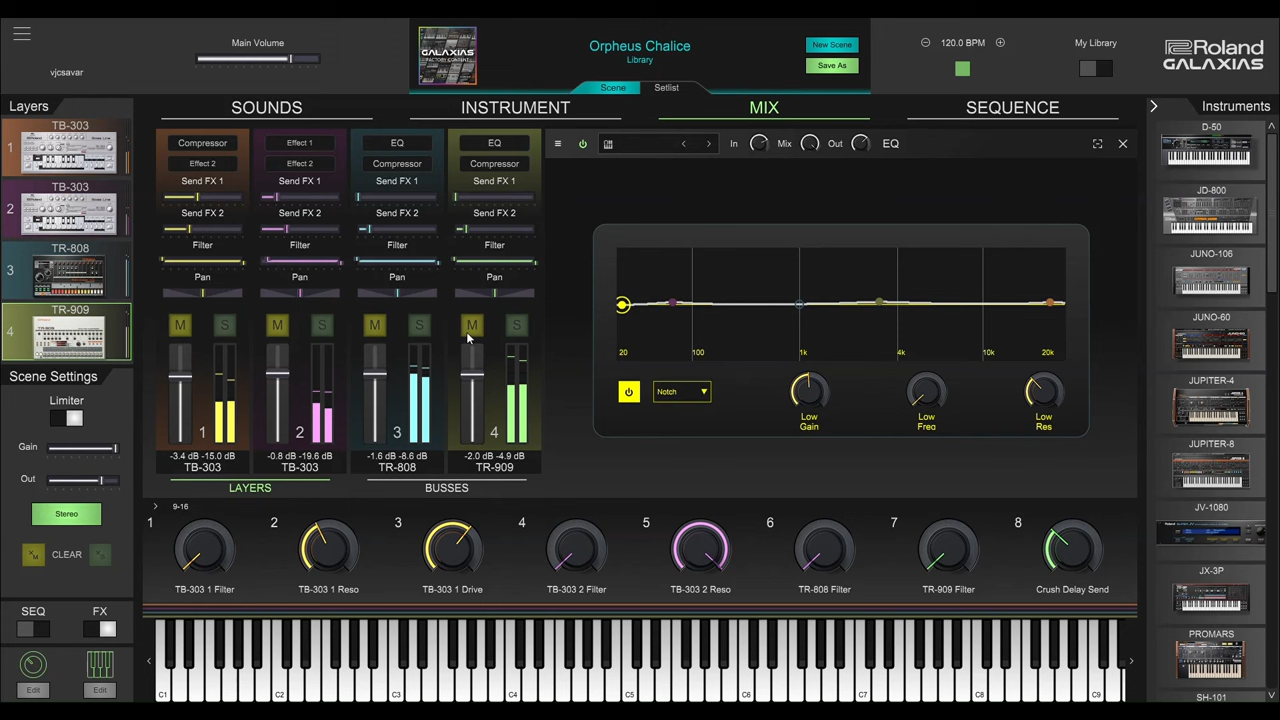 vjcsavar
Main Volume
GALAXIAS
FACTORY CONTENT
Orpheus Chalice
Library
New Scene
Save As
Scene
Setlist
120.0 BPM
My Library
Roland
GALAXIAS
Layers
SOUNDS
INSTRUMENT
MIX
SEQUENCE
Instruments
1
TB-303
2
TB-303
3
TR-808
4
TR-909
Scene Settings
Limiter
Gain
Out
Stereo
CLEAR
SEQ
FX
Edit
Edit
Compressor
Effect 2
Send FX 1
Send FX 2
Filter
Pan
M
S
1
-3.4 dB -15.0 dB
TB-303
Effect 1
Effect 2
Send FX 1
Send FX 2
Filter
Pan
M
S
2
-0.8 dB -19.6 dB
TB-303
EQ
Compressor
Send FX 1
Send FX 2
Filter
Pan
M
S
3
-1.6 dB -8.6 dB
TR-808
EQ
Compressor
Send FX 1
Send FX 2
Filter
Pan
M
S
4
-2.0 dB -4.9 dB
TR-909
LAYERS
BUSSES
In
Mix
Out
EQ
20
100
1k
4k
10k
20k
Notch
Low
Gain
Low
Freq
Low
Res
9-16
1
TB-303 1 Filter
2
TB-303 1 Reso
3
TB-303 1 Drive
4
TB-303 2 Filter
5
TB-303 2 Reso
6
TR-808 Filter
7
TR-909 Filter
8
Crush Delay Send
C1
C2
C3
C4
C5
C6
C7
C8
C9
D-50
JD-800
JUNO-106
JUNO-60
JUPITER-4
JUPITER-8
JV-1080
JX-3P
PROMARS
SH-101